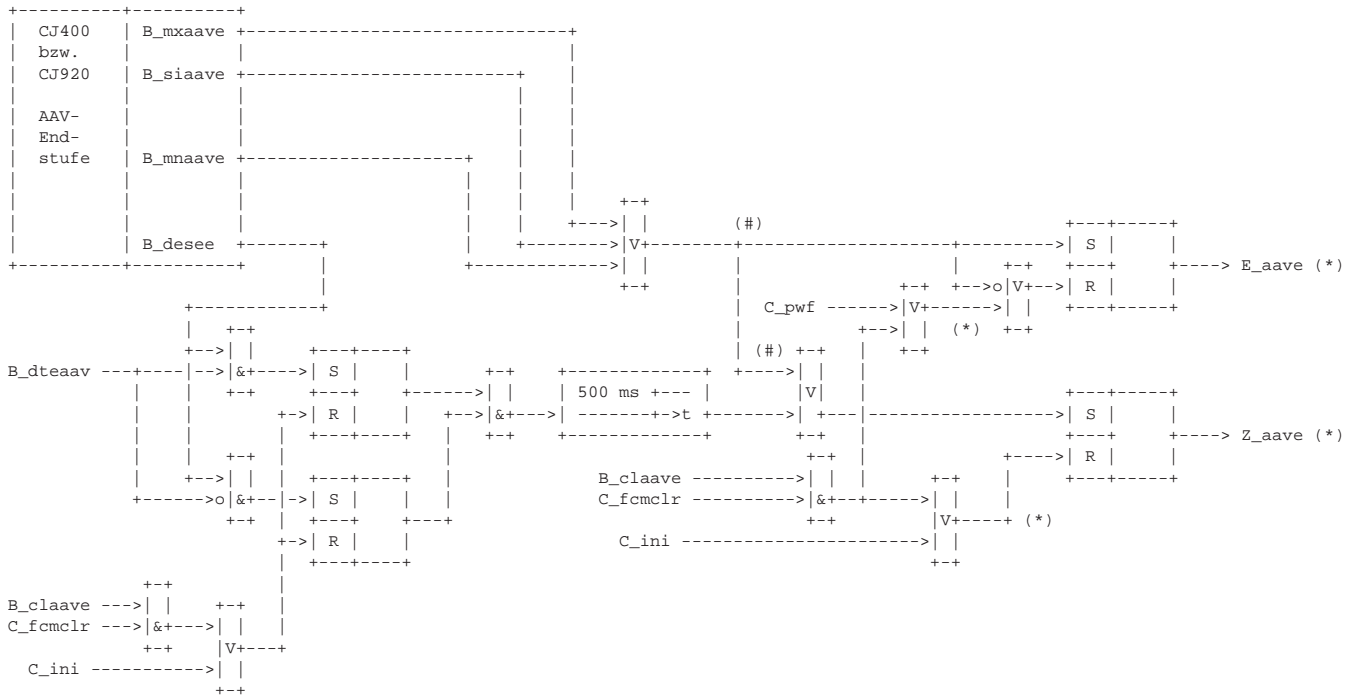 CJ400 B_mxaave
bzw.
CJ920 B_siaave
AAV-
End-
stufe B_mnaave
(#)
B_desee V S
E_aave (*)
V R
C_pwf V
(*)
(#)
B_dteaav & S
500 ms V
R & t S
Z_aave (*)
R
B_claave
& S C_fcmclr &
V (*)
R C_ini
B_claave
C_fcmclr &
V
C_ini